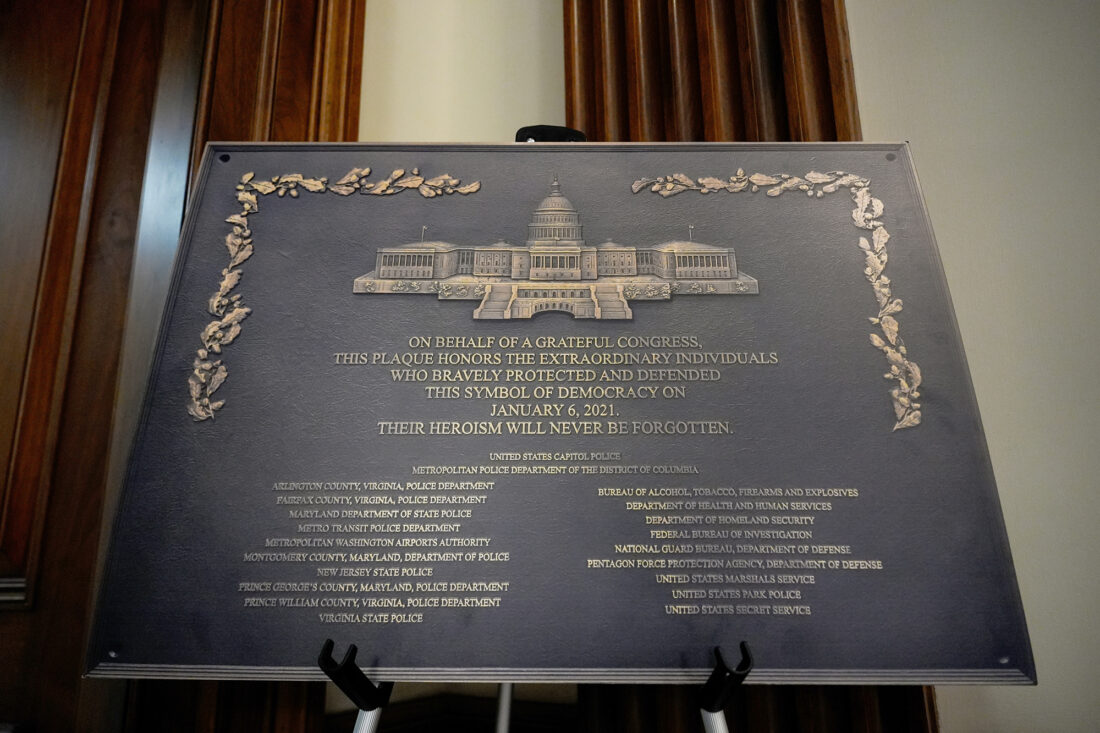 ON BEHALF OF A GRATEFUL CONGRESS,
THIS PLAQUE HONORS THE EXTRAORDINARY INDIVIDUALS
WHO BRAVELY PROTECTED AND DEFENDED
THIS SYMBOL OF DEMOCRACY ON
JANUARY 6, 2021.
THEIR HEROISM WILL NEVER BE FORGOTTEN.
UNITED STATES CAPITOL POLICE
METROPOLITAN POLICE DEPARTMENT OF THE DISTRICT OF COLUMBIA
ARLINGTON COUNTY, VIRGINIA, POLICE DEPARTMENT
FAIRFAX COUNTY, VIRGINIA, POLICE DEPARTMENT
MARYLAND DEPARTMENT OF STATE POLICE
METRO TRANSIT POLICE DEPARTMENT
METROPOLITAN WASHINGTON AIRPORTS AUTHORITY
MONTGOMERY COUNTY, MARYLAND, DEPARTMENT OF POLICE
NEW JERSEY STATE POLICE
PRINCE GEORGE'S COUNTY, MARYLAND, POLICE DEPARTMENT
PRINCE WILLIAM COUNTY, VIRGINIA, POLICE DEPARTMENT
VIRGINIA STATE POLICE
BUREAU OF ALCOHOL, TOBACCO, FIREARMS AND EXPLOSIVES
DEPARTMENT OF HEALTH AND HUMAN SERVICES
DEPARTMENT OF HOMELAND SECURITY
FEDERAL BUREAU OF INVESTIGATION
NATIONAL GUARD BUREAU, DEPARTMENT OF DEFENSE
PENTAGON FORCE PROTECTION AGENCY, DEPARTMENT OF DEFENSE
UNITED STATES MARSHALS SERVICE
UNITED STATES PARK POLICE
UNITED STATES SECRET SERVICE